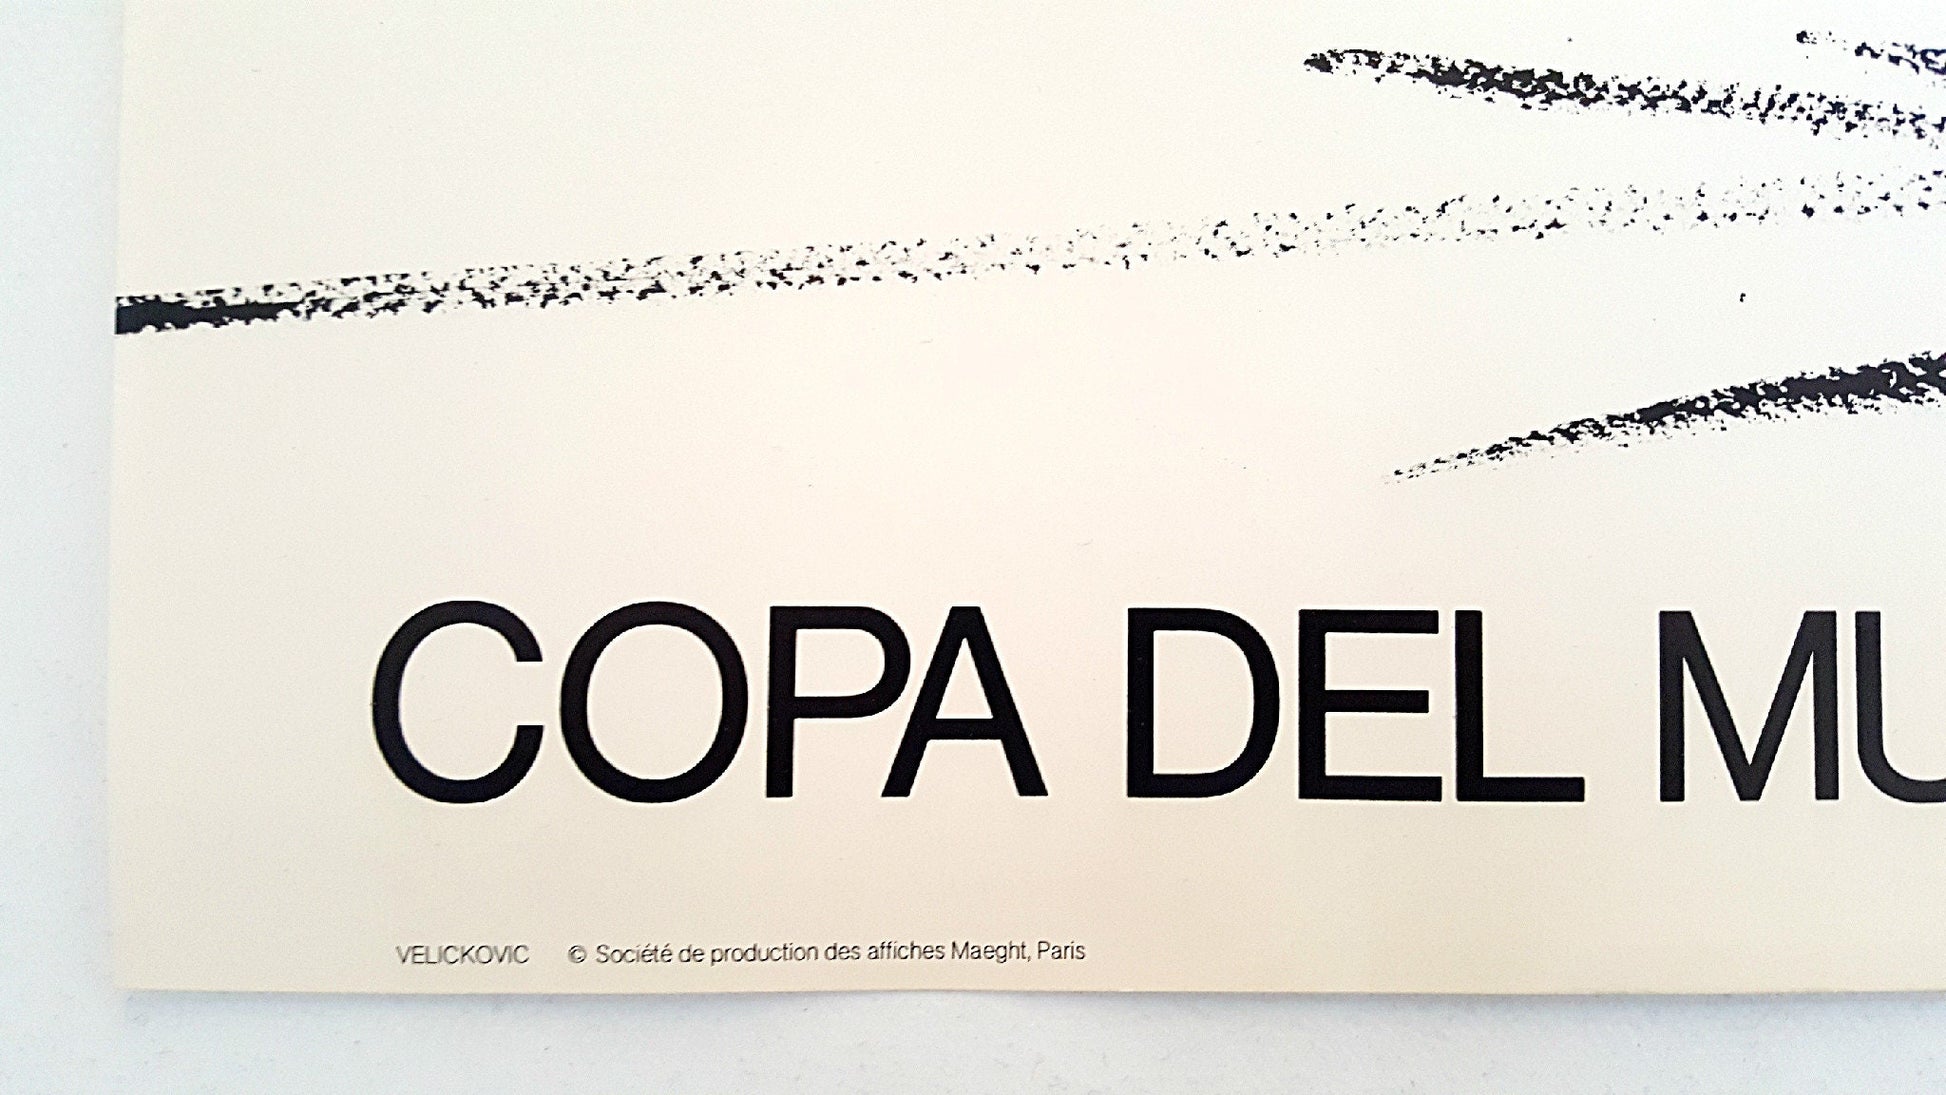 COPA DEL MU
VELICKOVIC © Société de production des affiches Maeght, Paris